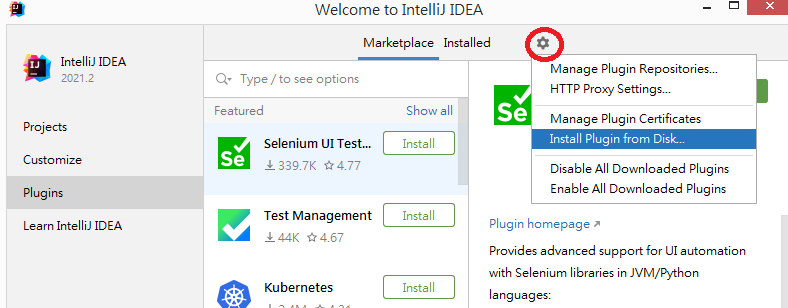 Welcome to IntelliJ IDEA
IntelliJ IDEA
2021.2
Projects
Customize
Plugins
Learn IntelliJ IDEA
Marketplace Installed
Type / to see options
Featured Show all
Selenium UI Test... Install
339.7K 4.77
Test Management Install
44K 4.67
Kubernetes Install
Manage Plugin Repositories...
HTTP Proxy Settings...
Manage Plugin Certificates
Install Plugin from Disk...
Disable All Downloaded Plugins
Enable All Downloaded Plugins
Plugin homepage
Provides advanced support for UI automation
with Selenium libraries in JVM/Python
languages: